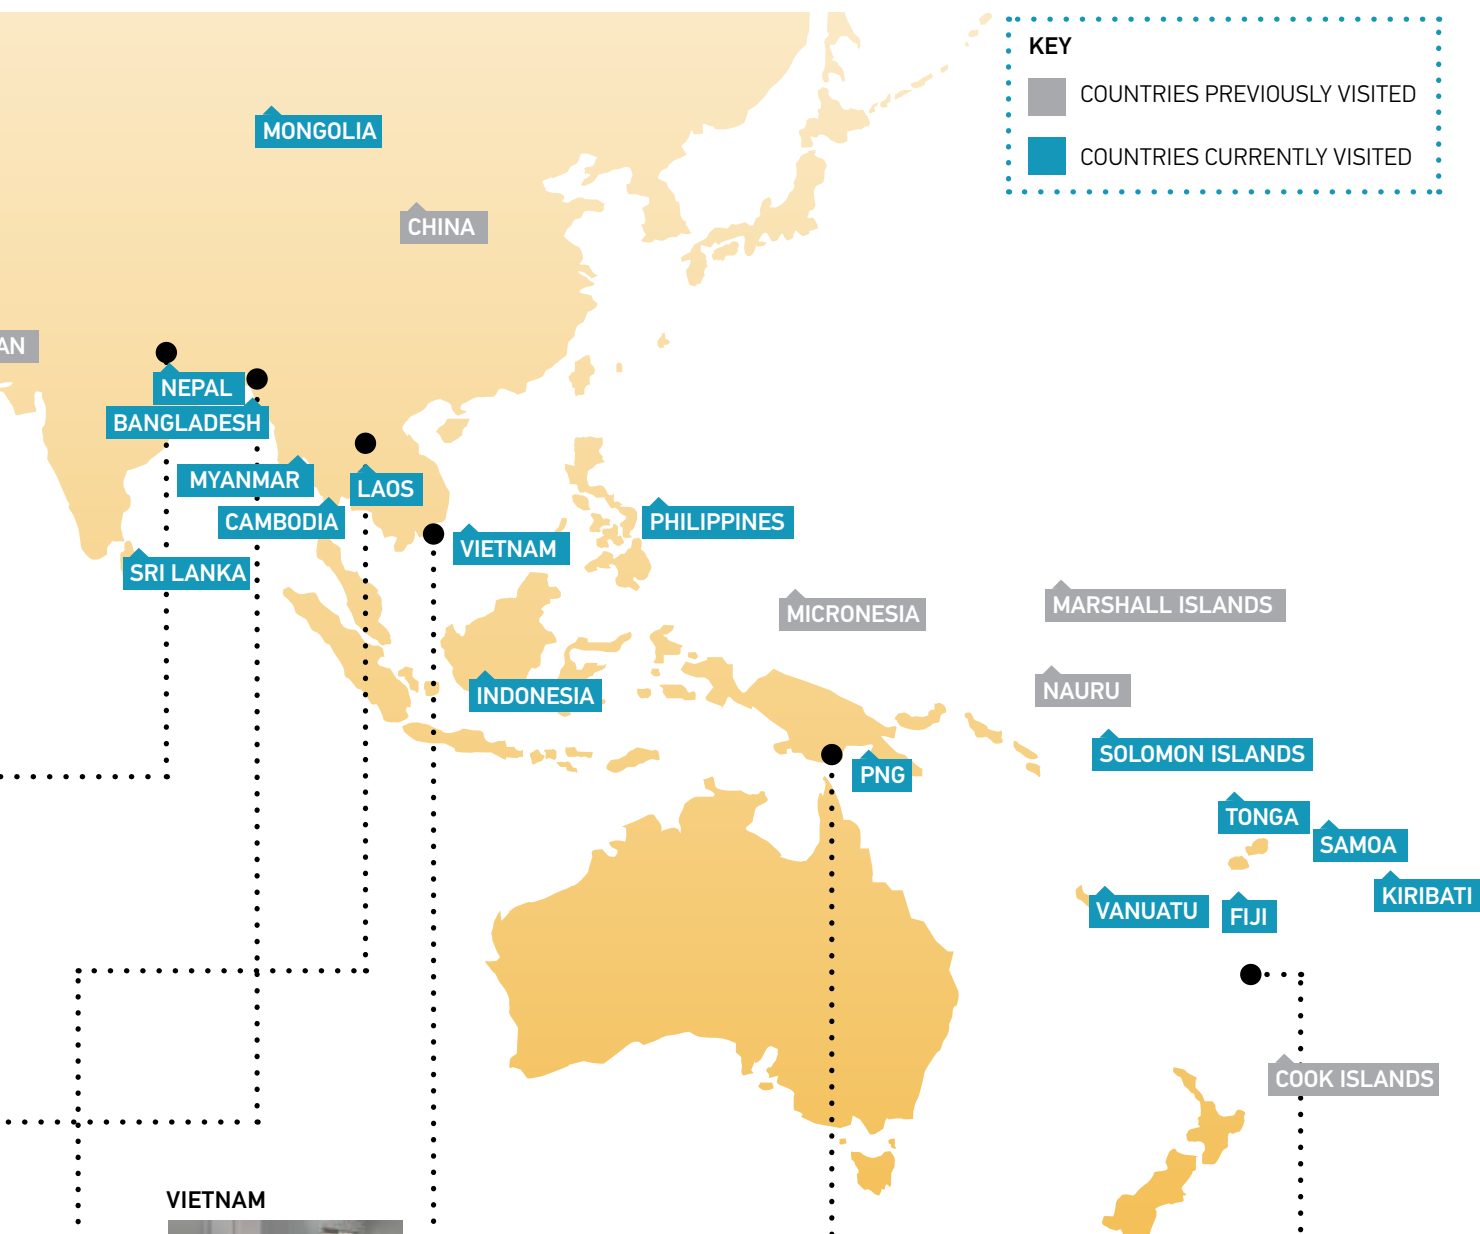 KEY
COUNTRIES PREVIOUSLY VISITED
COUNTRIES CURRENTLY VISITED
MONGOLIA
CHINA
AN
NEPAL
BANGLADESH
MYANMAR
LAOS
CAMBODIA
PHILIPPINES
VIETNAM
SRI LANKA
MICRONESIA
MARSHALL ISLANDS
NAURU
INDONESIA
SOLOMON ISLANDS
PNG
TONGA
SAMOA
KIRIBATI
VANUATU
FIJI
COOK ISLANDS
VIETNAM